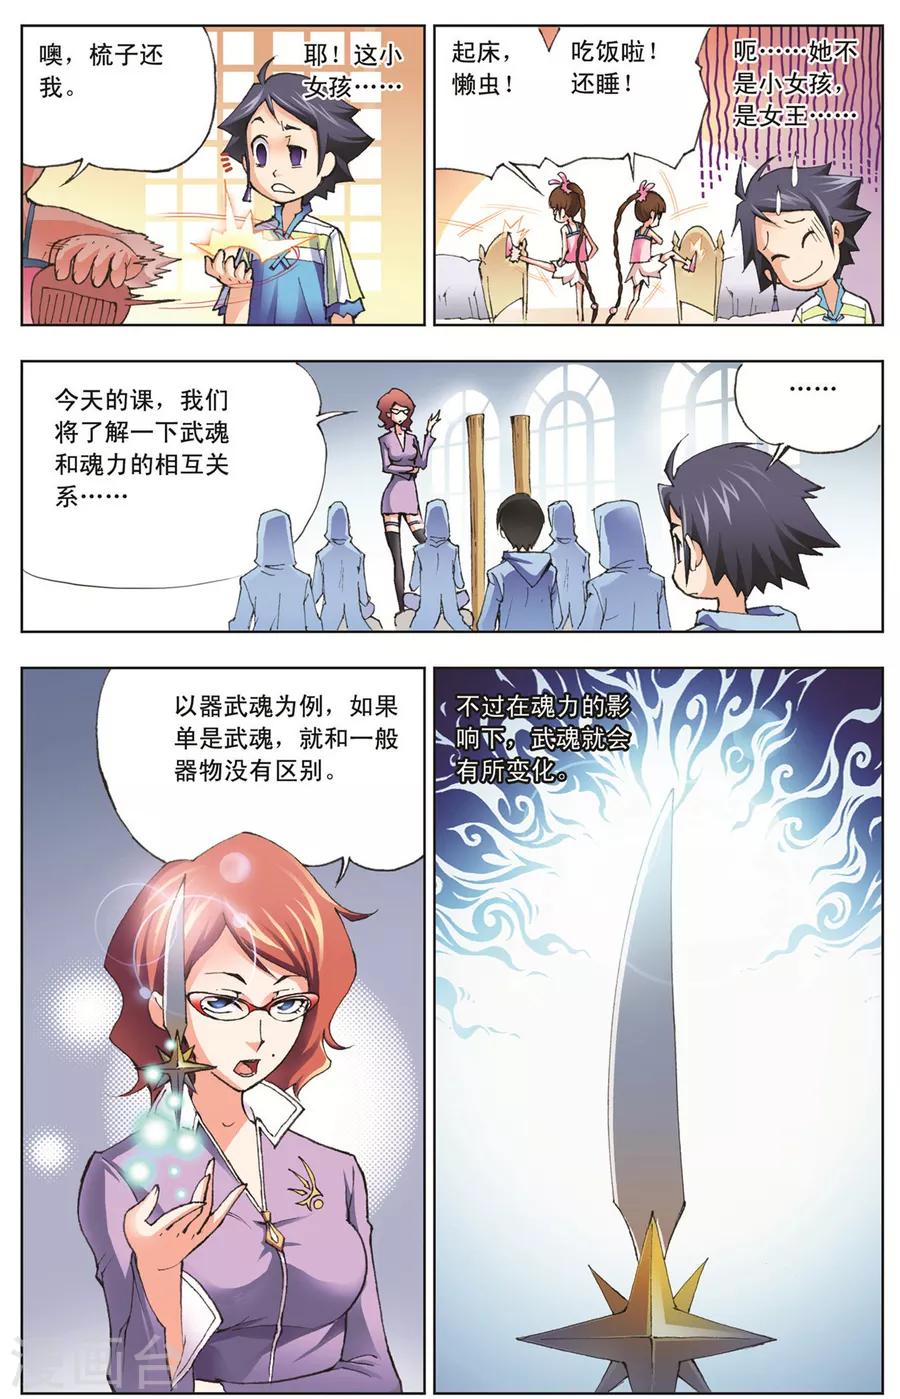 噢，梳子还
我。
耶！这小
女孩……
起床，
懒虫！
吃饭啦！
还睡！
呃……她不
是小女孩，
是女王……
今天的课，我们
将了解一下武魂
和魂力的相互关
系……
……
以器武魂为例，如果
单是武魂，就和一般
器物没有区别。
不过在魂力的影
响下，武魂就会
有所变化。
漫画台